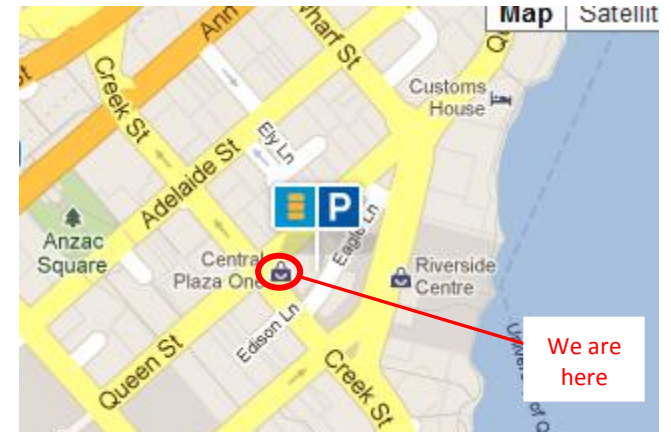 Map
Satellit
Ann
Wharf St
Creek St
Customs
House
Ely Ln
Adelaide St
P
Anzac
Square
Eagle Ln
Central
Plaza One
Riverside
Centre
Edison Ln
Queen St
Creek St
We are
here